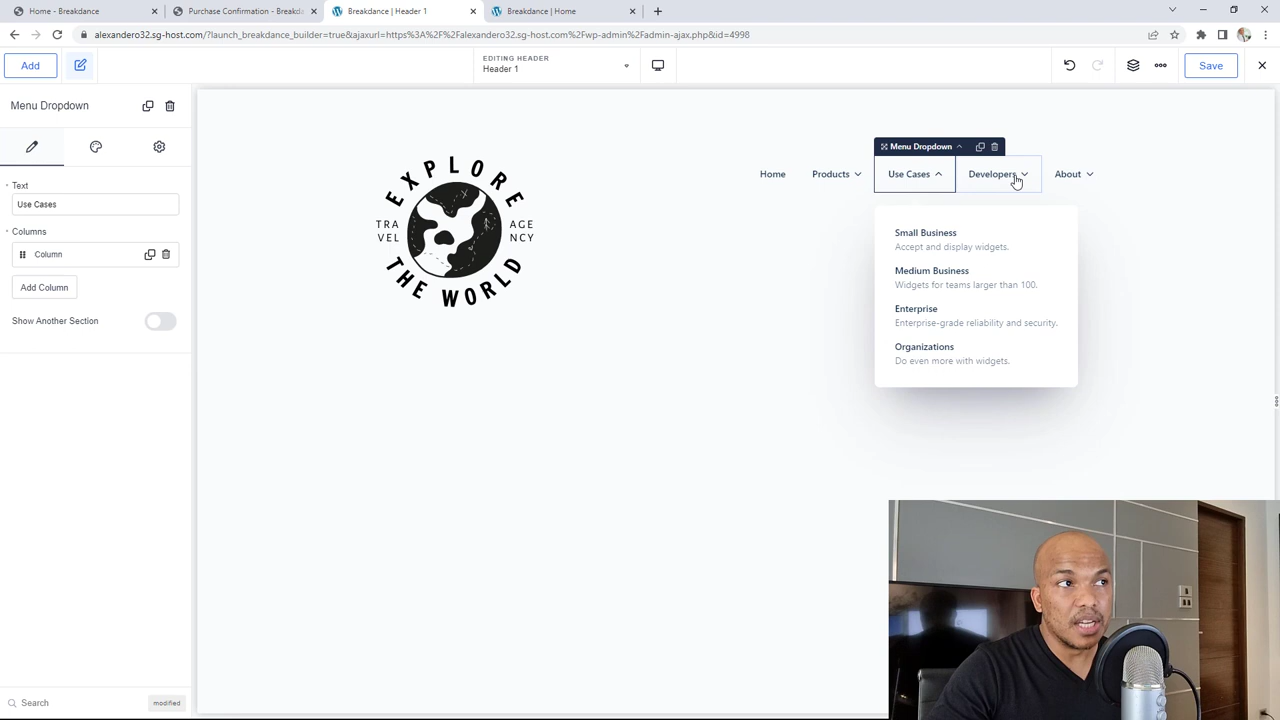 Home - Breakdance
Purchase Confirmation - Breakda
Breakdance | Header 1
Breakdance | Home
alexandero32.sg-host.com/?launch_breakdance_builder=true&ajaxurl=https%3A%2F%2Falexandero32.sg-host.com%2Fwp-admin%2Fadmin-ajax.php&id=4998
Add
EDITING HEADER
Header 1
Save
Menu Dropdown
Text
Use Cases
Columns
Column
Add Column
Show Another Section
Search
modified
EXPLORE
TRA
VEL
AGE
NCY
THE WORLD
Menu Dropdown
Home
Products
Use Cases
Developers
About
Small Business
Accept and display widgets.
Medium Business
Widgets for teams larger than 100.
Enterprise
Enterprise-grade reliability and security.
Organizations
Do even more with widgets.